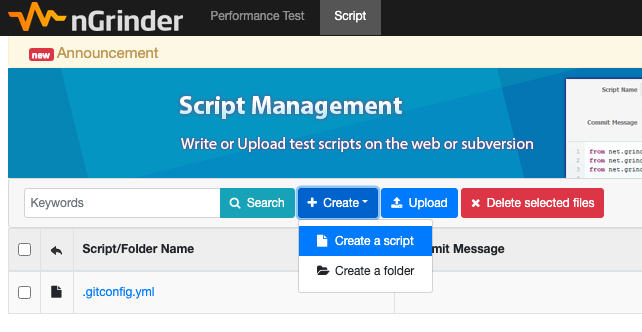 nGrinder Performance Test Script
new Announcement
Script Management
Write or Upload test scripts on the web or subversion
Script Name
Commit Message
1 from net.grind
2 from net.grin
3 from net.grin
Keywords Search + Create Upload × Delete selected files
Create a script
Create a folder
Script/Folder Name mit Message
.gitconfig.yml